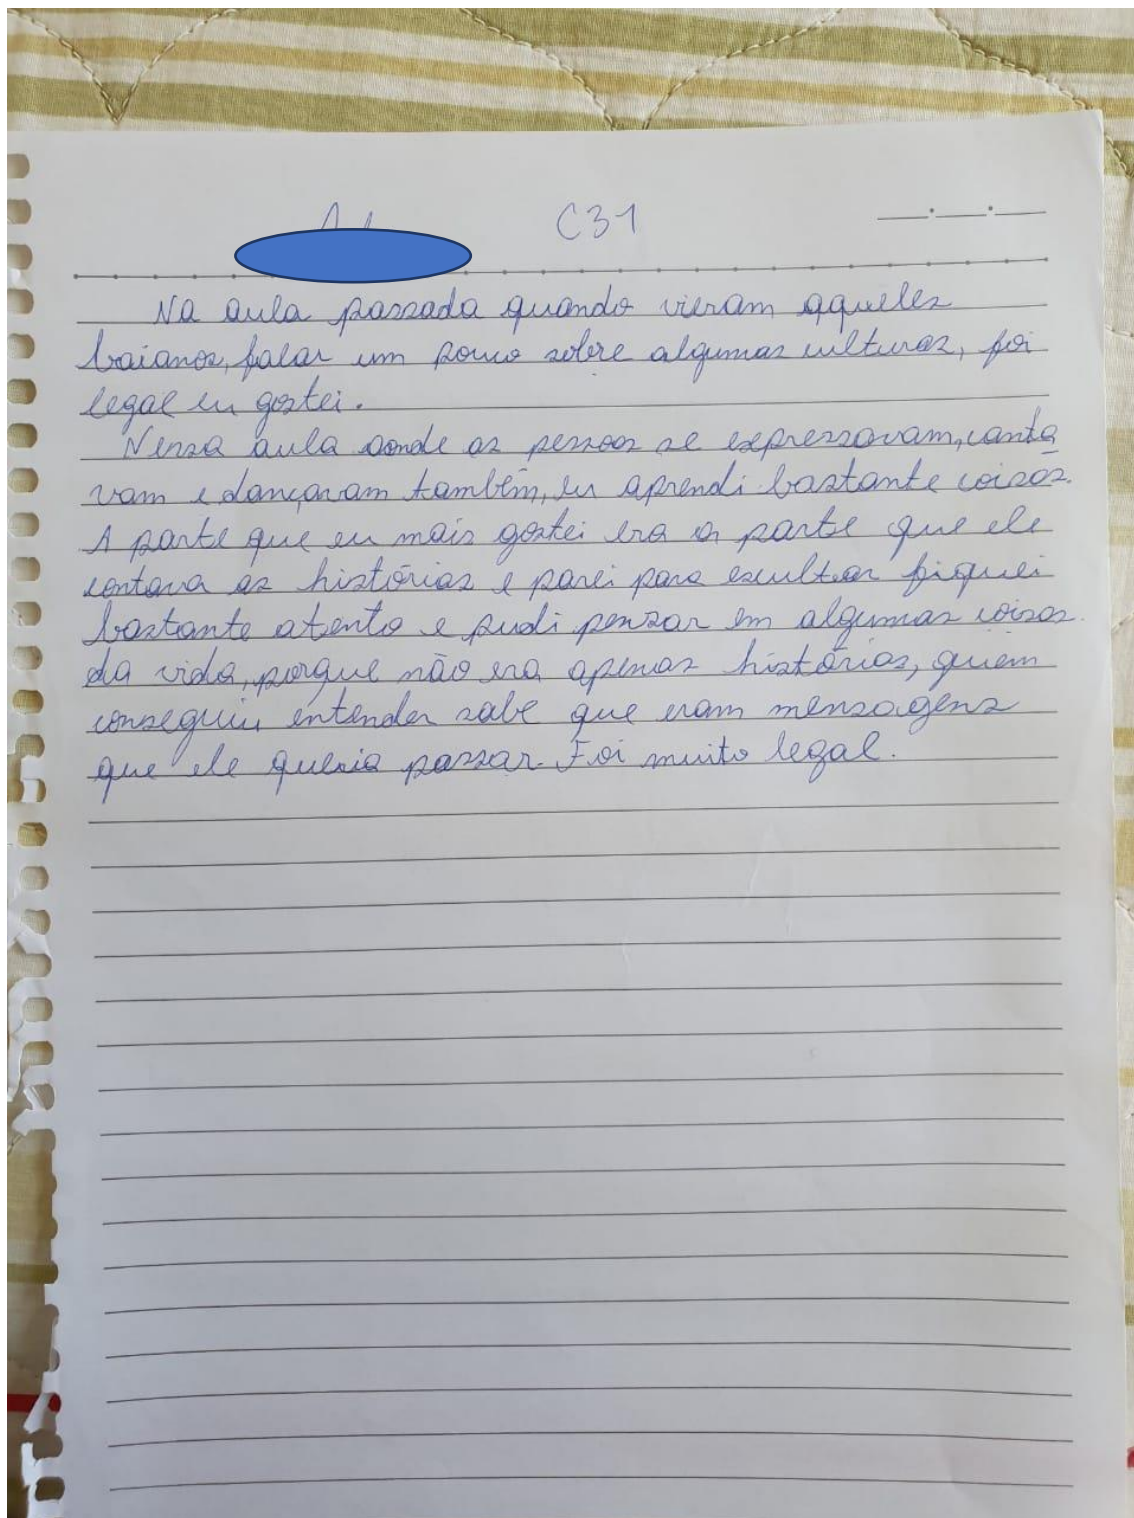 C31
Na aula passada quando vieram aqueles
baianos, falar um pouco sobre algumas culturas, foi
legal eu gostei.
Nessa aula aonde as pessoas se expressavam, canta
vam e dançavam também, eu aprendi bastante coisas.
A parte que eu mais gostei era a parte que ele
contava as histórias e parei para escultar fiquei
bastante atento e pudi pensar em algumas coisas
da vida, porque não era apenas histórias, quem
conseguiu entender sabe que eram mensagens
que ele queria passar. Foi muito legal.